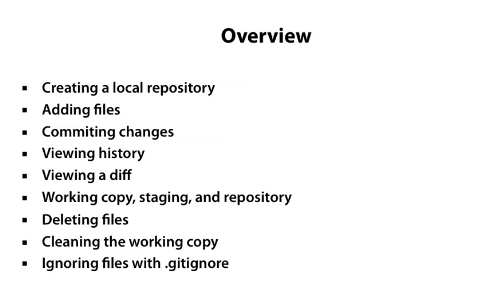 Overview
▪ Creating a local repository
▪ Adding files
▪ Commiting changes
▪ Viewing history
▪ Viewing a diff
▪ Working copy, staging, and repository
▪ Deleting files
▪ Cleaning the working copy
▪ Ignoring files with .gitignore